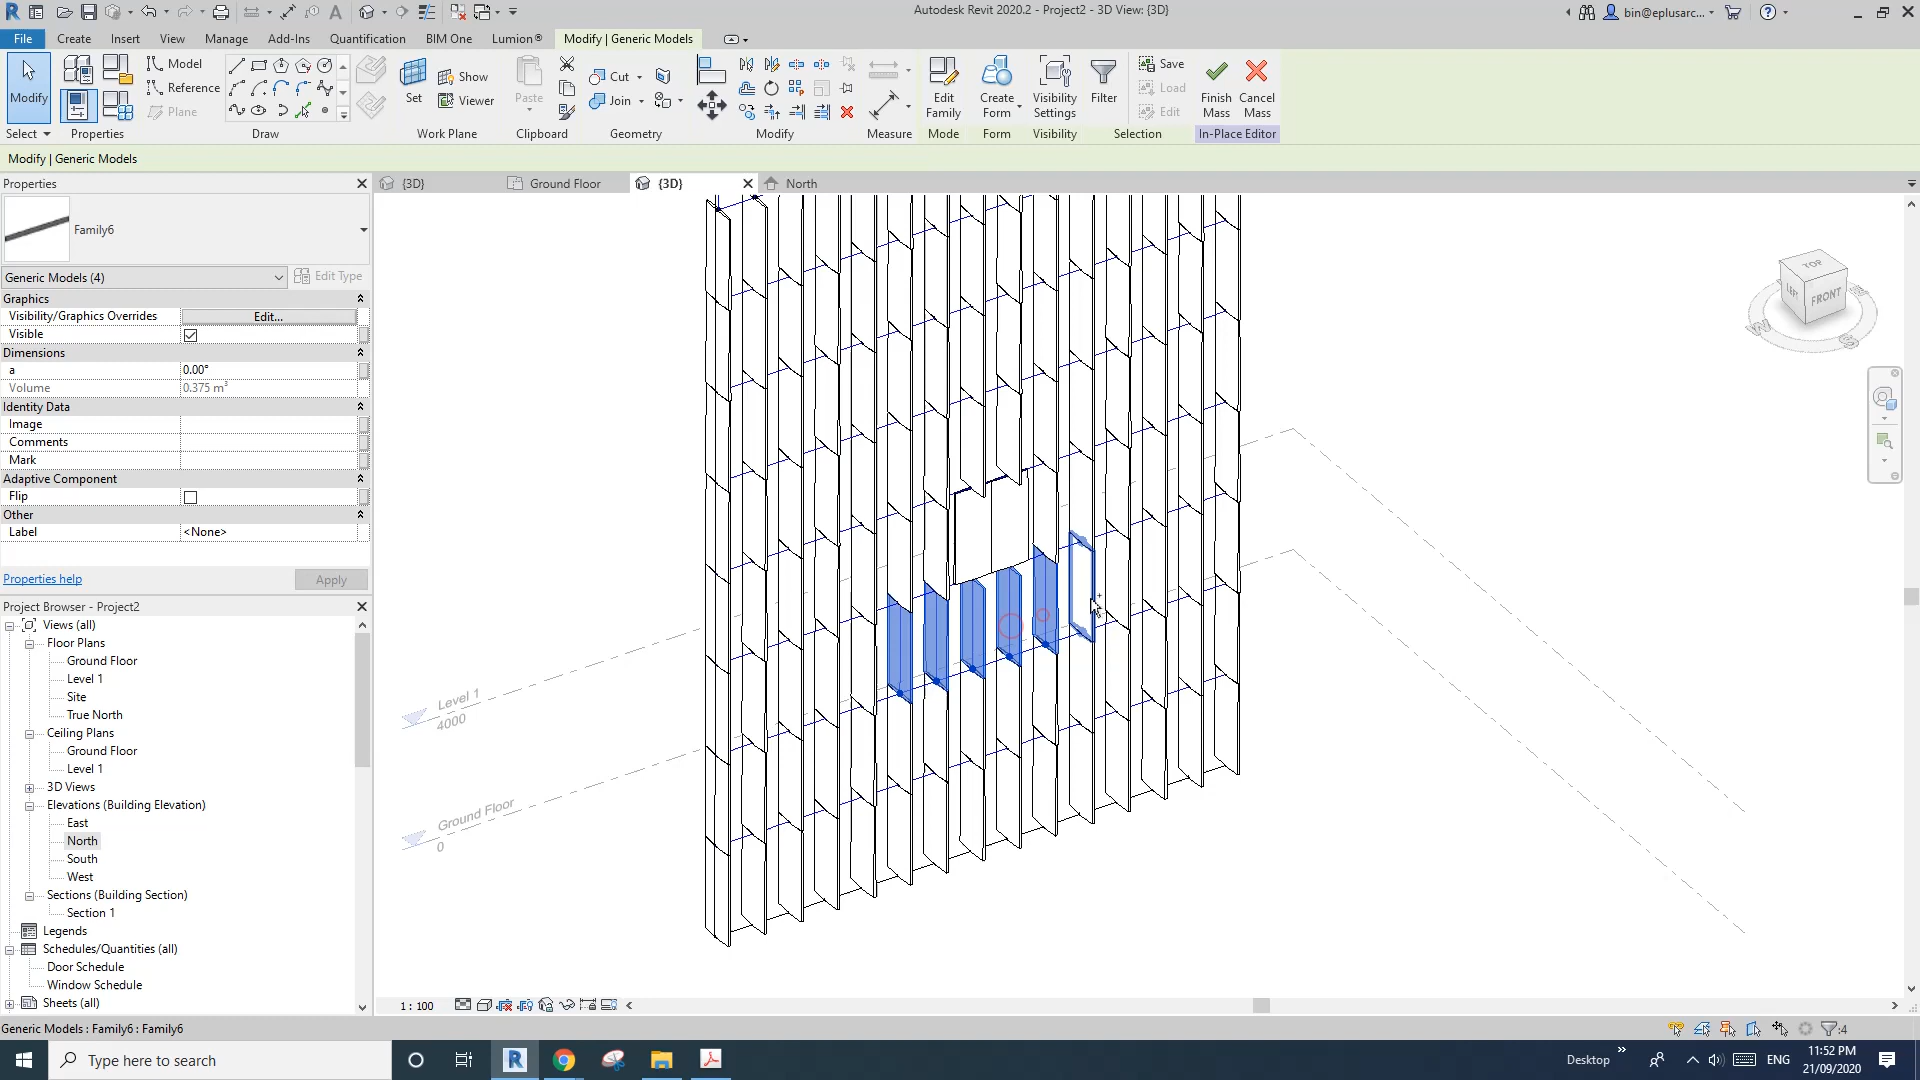 Autodesk Revit 2020.2 - Project2 - 3D View: {3D}
bin@eplusarc...
File Create Insert View Manage Add-Ins Quantification BIM One Lumion® Modify | Generic Models
Modify
Model
Reference
Plane
Set
Show
Viewer
Paste
Cut
Join
Edit Family
Create Form
Visibility Settings
Filter
Save
Load
Edit
Finish Mass
Cancel Mass
Select Properties Draw Work Plane Clipboard Geometry Modify Measure Mode Form Visibility Selection In-Place Editor
Modify | Generic Models
Properties
{3D} Ground Floor {3D} North
Family6
Generic Models (4) Edit Type
Graphics
Visibility/Graphics Overrides Edit...
Visible
Dimensions
a 0.00°
Volume 0.375 m³
Identity Data
Image
Comments
Mark
Adaptive Component
Flip
Other
Label <None>
Properties help Apply
Project Browser - Project2
Views (all)
Floor Plans
Ground Floor
Level 1
Site
True North
Ceiling Plans
Ground Floor
Level 1
3D Views
Elevations (Building Elevation)
East
North
South
West
Sections (Building Section)
Section 1
Legends
Schedules/Quantities (all)
Door Schedule
Window Schedule
Sheets (all)
Level 1
4000
Ground Floor
0
TOP
LEFT
FRONT
W
S
1 : 100
Generic Models : Family6 : Family6
:4
Type here to search
Desktop
ENG
11:52 PM
21/09/2020